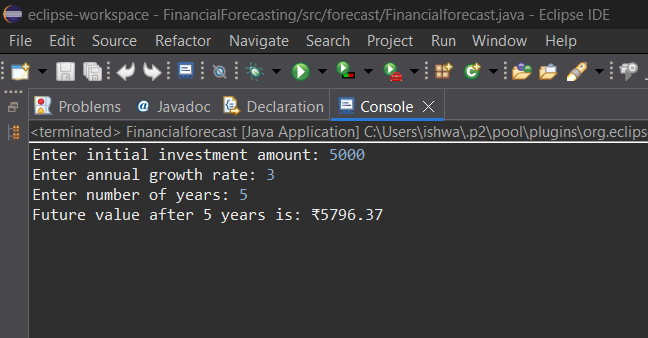 eclipse-workspace - FinancialForecasting/src/forecast/Financialforecast.java - Eclipse IDE
File Edit Source Refactor Navigate Search Project Run Window Help
Problems @ Javadoc Declaration Console
<terminated> Financialforecast [Java Application] C:\Users\ishwa\.p2\pool\plugins\org.eclips
Enter initial investment amount: 5000
Enter annual growth rate: 3
Enter number of years: 5
Future value after 5 years is: ₹5796.37